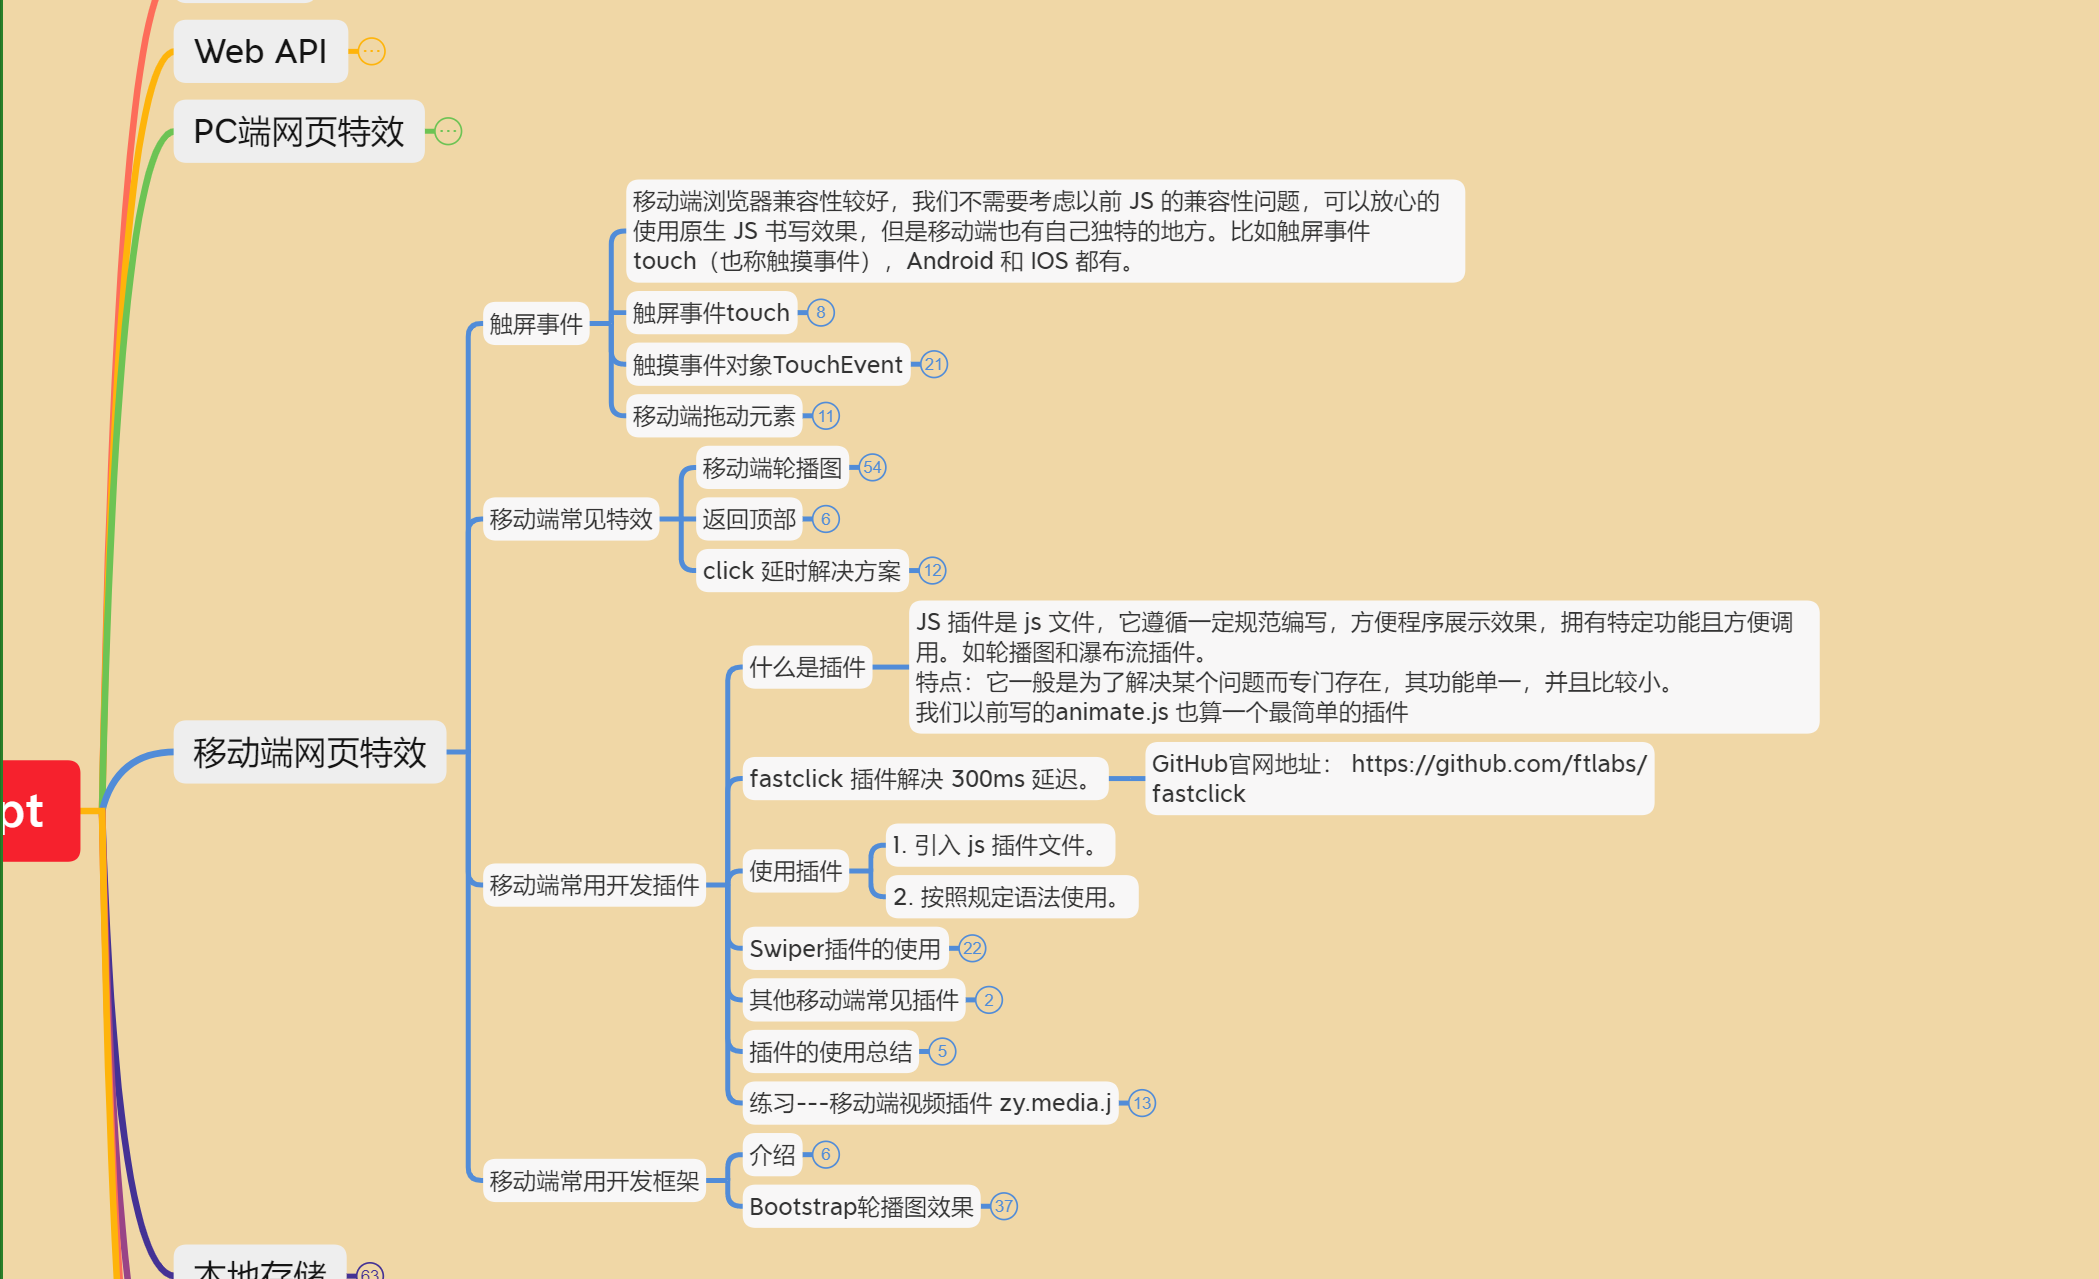 Web API
PC端网页特效
移动端浏览器兼容性较好，我们不需要考虑以前 JS 的兼容性问题，可以放心的
使用原生 JS 书写效果，但是移动端也有自己独特的地方。比如触屏事件
touch（也称触摸事件），Android 和 IOS 都有。
触屏事件
触屏事件touch 8
触摸事件对象TouchEvent 21
移动端拖动元素 11
移动端常见特效
移动端轮播图 54
返回顶部 6
click 延时解决方案 12
什么是插件
JS 插件是 js 文件，它遵循一定规范编写，方便程序展示效果，拥有特定功能且方便调
用。如轮播图和瀑布流插件。
特点：它一般是为了解决某个问题而专门存在，其功能单一，并且比较小。
我们以前写的animate.js 也算一个最简单的插件
移动端网页特效
pt
fastclick 插件解决 300ms 延迟。
GitHub官网地址： https://github.com/ftlabs/
fastclick
移动端常用开发插件
使用插件
1. 引入 js 插件文件。
2. 按照规定语法使用。
Swiper插件的使用 22
其他移动端常见插件 2
插件的使用总结 5
练习---移动端视频插件 zy.media.j 13
移动端常用开发框架
介绍 6
Bootstrap轮播图效果 37
本地存储 63